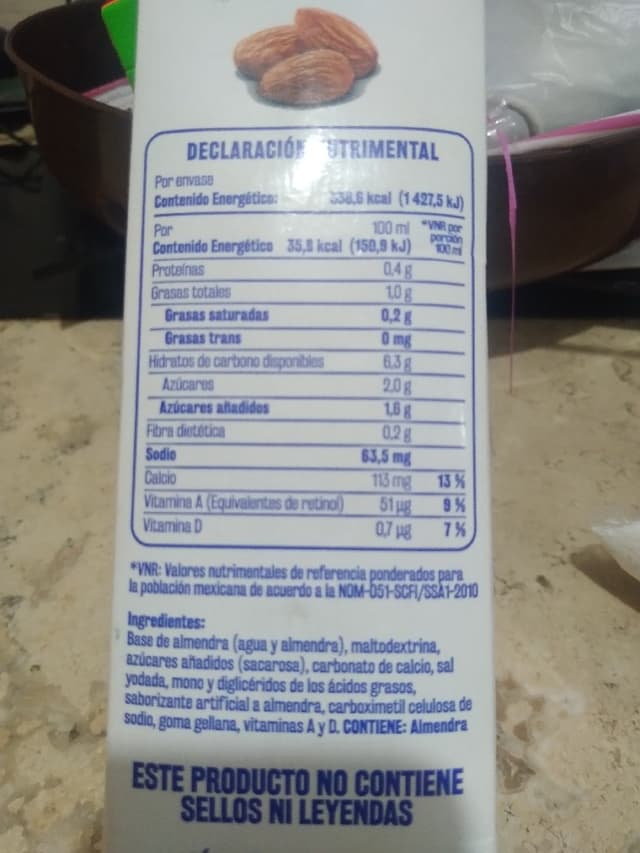 DECLARACIÓN NUTRIMENTAL
Por envase
Contenido Energético: 338,6 kcal (1 427,5 kJ)
Por 100 ml *VNR por porción 100 ml
Contenido Energético 35,8 kcal (150,9 kJ)
Proteínas 0,4 g
Grasas totales 1,0 g
Grasas saturadas 0,2 g
Grasas trans 0 mg
Hidratos de carbono disponibles 6,3 g
Azúcares 2,0 g
Azúcares añadidos 1,6 g
Fibra dietética 0,2 g
Sodio 63,5 mg
Calcio 113 mg 13 %
Vitamina A (Equivalentes de retinol) 51 µg 9 %
Vitamina D 0,7 µg 7 %
*VNR: Valores nutrimentales de referencia ponderados para
la población mexicana de acuerdo a la NOM-051-SCFI/SSA1-2010
Ingredientes:
Base de almendra (agua y almendra), maltodextrina,
azúcares añadidos (sacarosa), carbonato de calcio, sal
yodada, mono y diglicéridos de los ácidos grasos,
saborizante artificial a almendra, carboximetil celulosa de
sodio, goma gellana, vitaminas A y D. CONTIENE: Almendra
ESTE PRODUCTO NO CONTIENE
SELLOS NI LEYENDAS